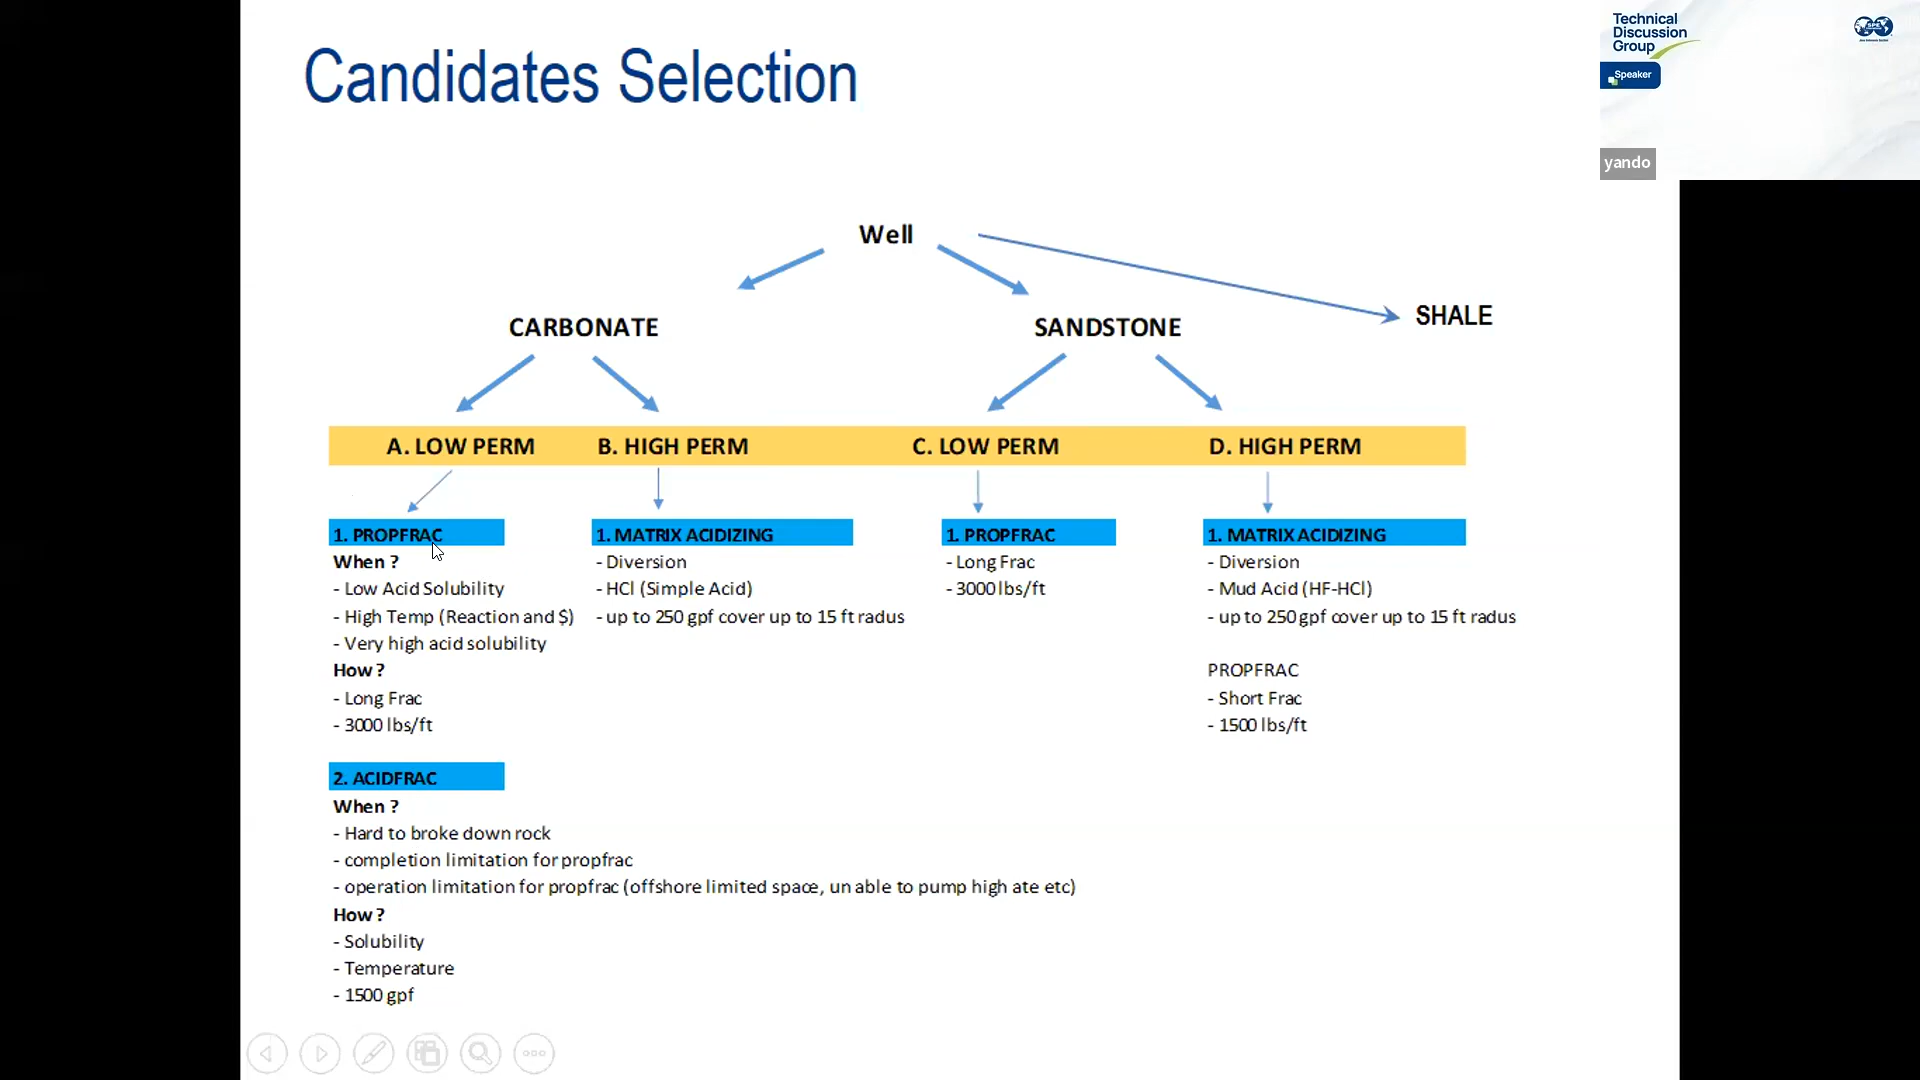 Candidates Selection
Technical
Discussion
Group
Speaker
SPE
yando
Well
CARBONATE
SANDSTONE
SHALE
A. LOW PERM
B. HIGH PERM
C. LOW PERM
D. HIGH PERM
1. PROPFRAC
When ?
- Low Acid Solubility
- High Temp (Reaction and $)
- Very high acid solubility
How ?
- Long Frac
- 3000 lbs/ft
2. ACIDFRAC
When ?
- Hard to broke down rock
- completion limitation for propfrac
- operation limitation for propfrac (offshore limited space, un able to pump high ate etc)
How ?
- Solubility
- Temperature
- 1500 gpf
1. MATRIX ACIDIZING
- Diversion
- HCl (Simple Acid)
- up to 250 gpf cover up to 15 ft radus
1. PROPFRAC
- Long Frac
- 3000 lbs/ft
1. MATRIX ACIDIZING
- Diversion
- Mud Acid (HF-HCl)
- up to 250 gpf cover up to 15 ft radus
PROPFRAC
- Short Frac
- 1500 lbs/ft